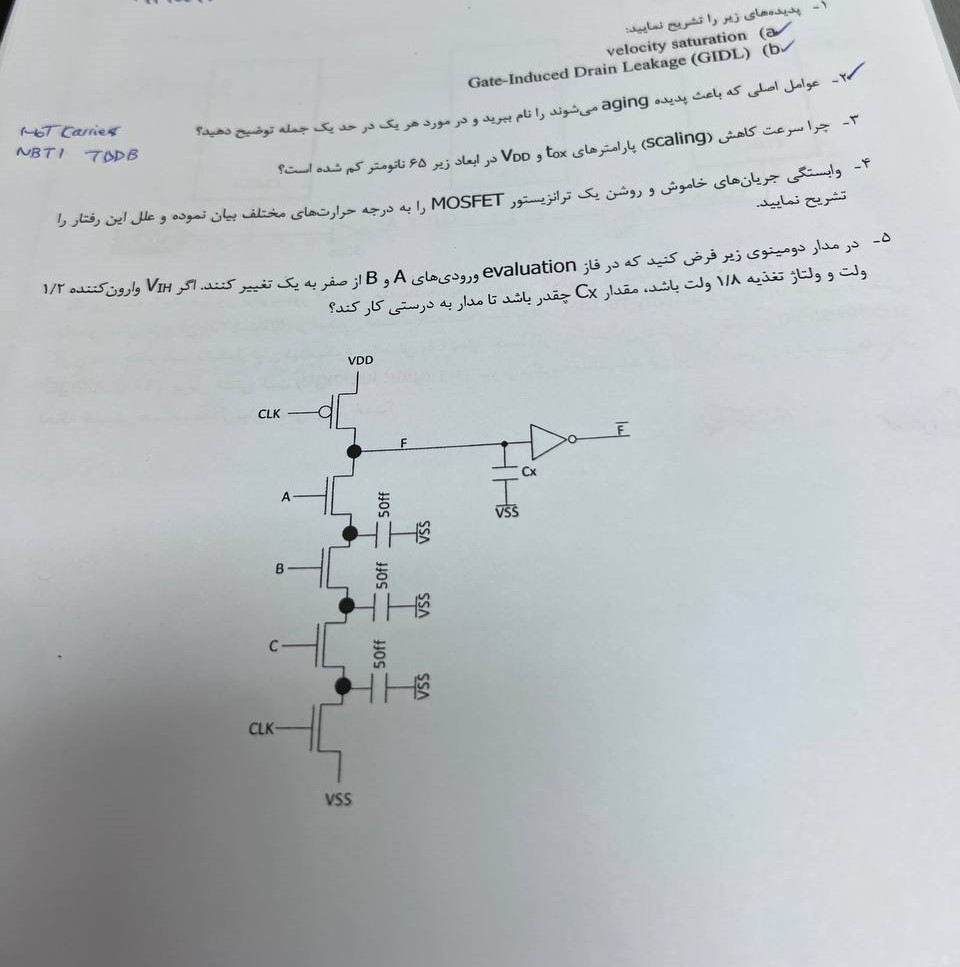 ۱- پدیده‌های زیر را تشریح نمایید:
velocity saturation (a
Gate-Induced Drain Leakage (GIDL) (b
۲- عوامل اصلی که باعث پدیده aging می‌شوند را نام ببرید و در مورد هر یک در حد یک جمله توضیح دهید؟
Hot Carrier
NBTI TDDB
۳- چرا سرعت کاهش (scaling) پارامترهای tox و VDD در ابعاد زیر ۶۵ نانومتر کم شده است؟
۴- وابستگی جریان‌های خاموش و روشن یک ترانزیستور MOSFET را به درجه حرارت‌های مختلف بیان نموده و علل این رفتار را
تشریح نمایید.
۵- در مدار دومینوی زیر فرض کنید که در فاز evaluation ورودی‌های A و B از صفر به یک تغییر کنند. اگر VIH وارون‌کننده ۱/۲
ولت و ولتاژ تغذیه ۱/۸ ولت باشد، مقدار CX چقدر باشد تا مدار به درستی کار کند؟
VDD
CLK
F
F
Cx
VSS
A
50ff
VSS
B
50ff
VSS
C
50ff
VSS
CLK
VSS